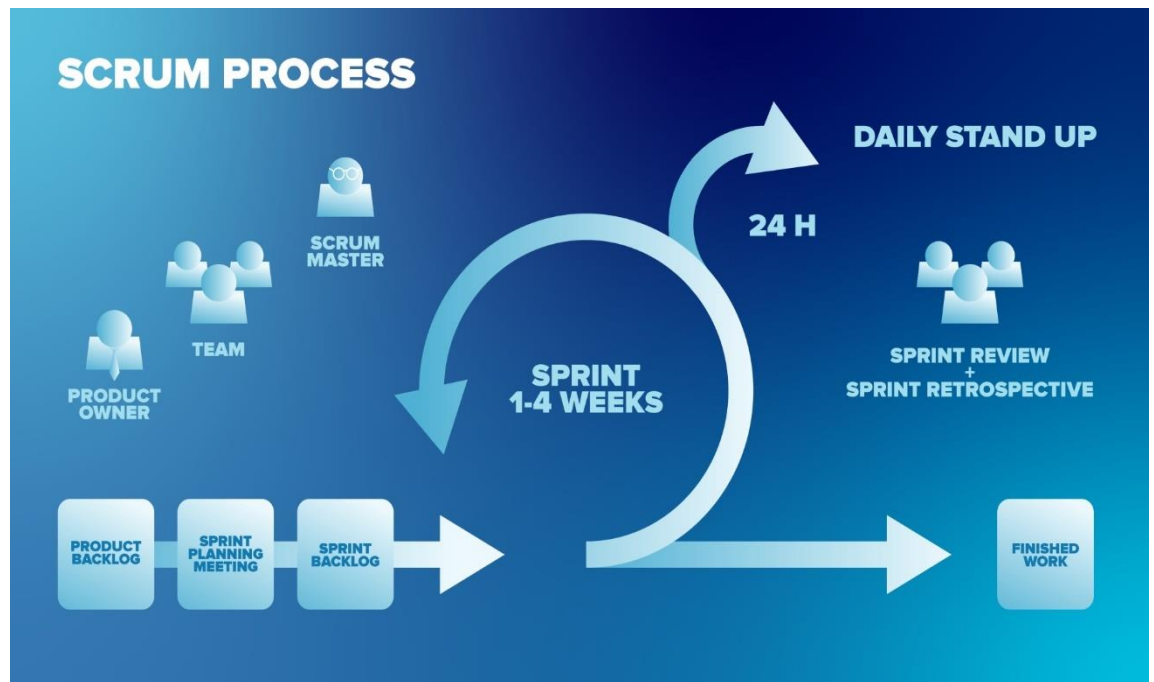 SCRUM PROCESS
DAILY STAND UP
24 H
SCRUM
MASTER
TEAM
PRODUCT
OWNER
SPRINT
1-4 WEEKS
SPRINT REVIEW
+
SPRINT RETROSPECTIVE
PRODUCT
BACKLOG
SPRINT
PLANNING
MEETING
SPRINT
BACKLOG
FINISHED
WORK